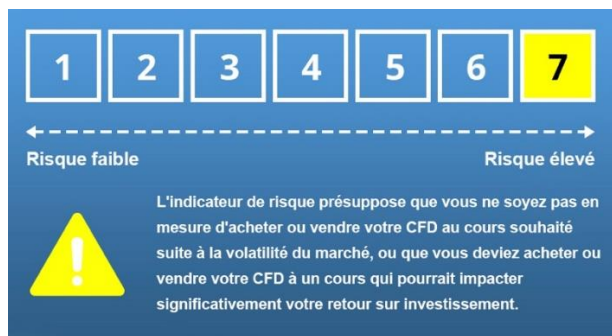 1 2 3 4 5 6 7
Risque faible Risque élevé
L'indicateur de risque présuppose que vous ne soyez pas en
mesure d'acheter ou vendre votre CFD au cours souhaité
suite à la volatilité du marché, ou que vous deviez acheter ou
vendre votre CFD à un cours qui pourrait impacter
significativement votre retour sur investissement.